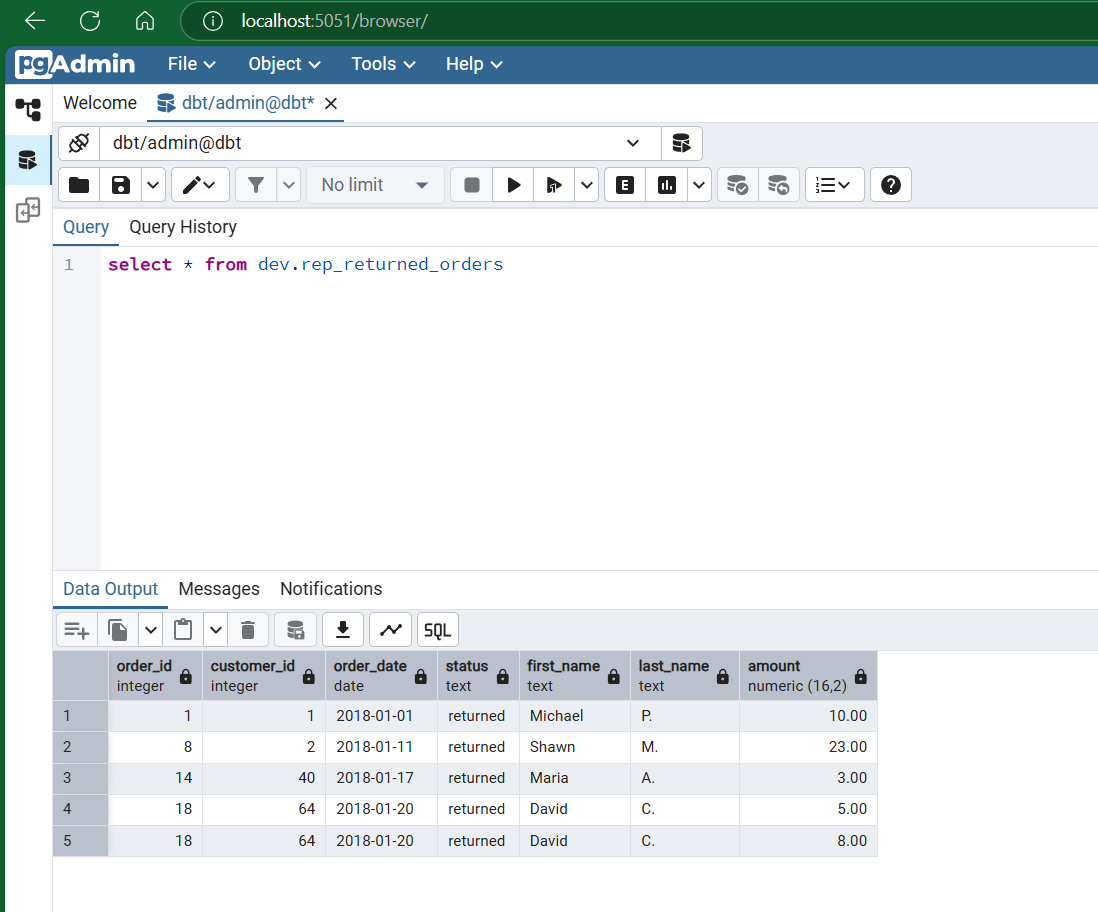 localhost:5051/browser/
pgAdmin File Object Tools Help
Welcome dbt/admin@dbt*
dbt/admin@dbt
No limit E
Query Query History
1 select * from dev.rep_returned_orders
Data Output Messages Notifications
SQL
order_id customer_id order_date status first_name last_name amount
integer integer date text text text numeric (16,2)
1 1 1 2018-01-01 returned Michael P. 10.00
2 8 2 2018-01-11 returned Shawn M. 23.00
3 14 40 2018-01-17 returned Maria A. 3.00
4 18 64 2018-01-20 returned David C. 5.00
5 18 64 2018-01-20 returned David C. 8.00